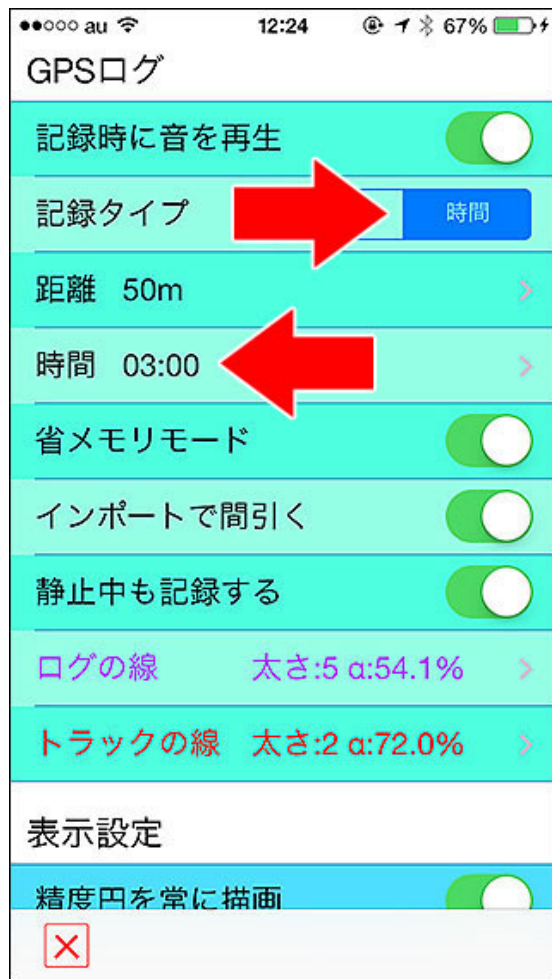 au 12:24 67%
GPSログ
記録時に音を再生
記録タイプ 時間
距離 50m
時間 03:00
省メモリモード
インポートで間引く
静止中も記録する
ログの線 太さ:5 α:54.1%
トラックの線 太さ:2 α:72.0%
表示設定
精度円を常に描画